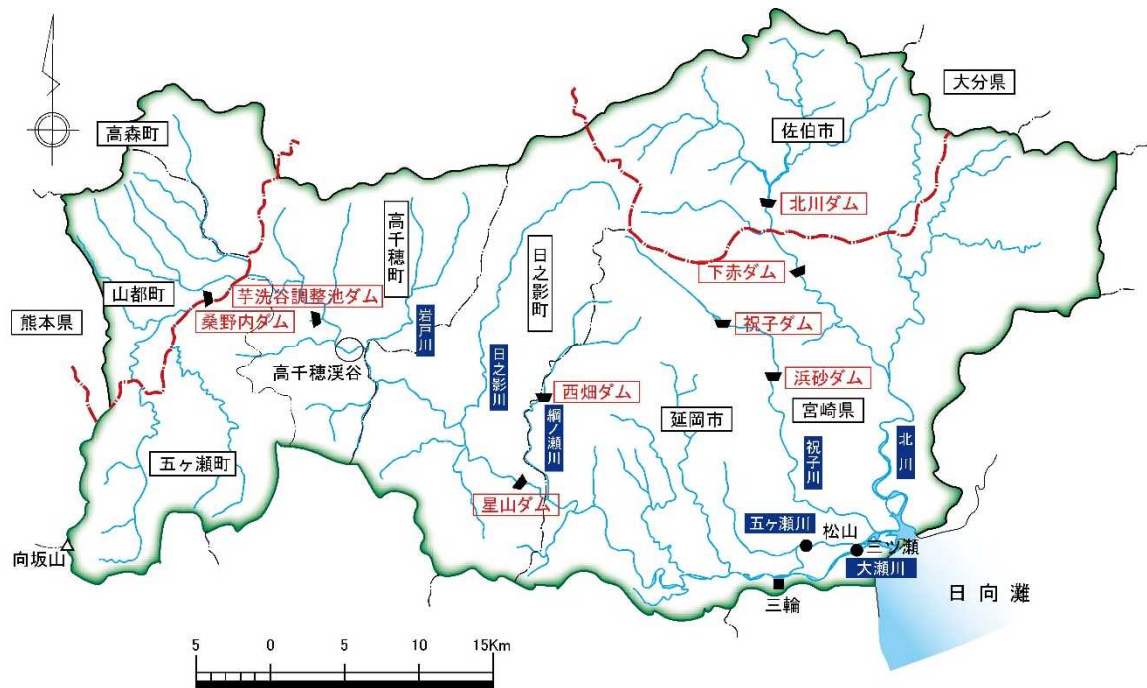 大分県
高森町
佐伯市
北川ダム
高千穂町
日之影町
下赤ダム
山都町
芋洗谷調整池ダム
桑野内ダム
熊本県
岩戸川
祝子ダム
高千穂渓谷
日之影川
西畑ダム
浜砂ダム
綱ノ瀬川
延岡市
宮崎県
北川
祝子川
五ヶ瀬町
星山ダム
五ヶ瀬川
松山
三ツ瀬
大瀬川
向坂山
三輪
日向灘
5 0 5 10 15Km